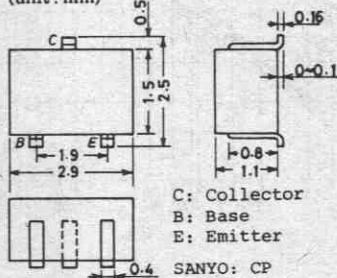 (unit:mm)
0.5
0.16
C
1.5
2.5
0~0.1
B
E
1.9
2.9
0.8
1.1
C: Collector
B: Base
E: Emitter
0.4
SANYO: CP